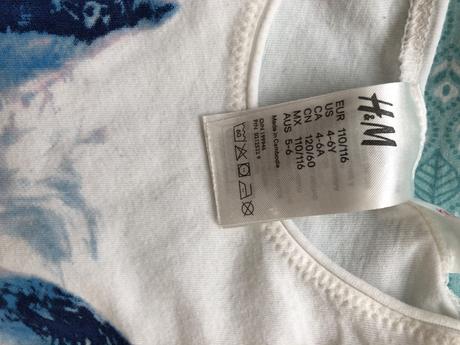 H&M
EUR 110/116
US 4-6Y
CA 4-6A
CN 120/60
MX 110/116
AUS 5-6
Made in Cambodia